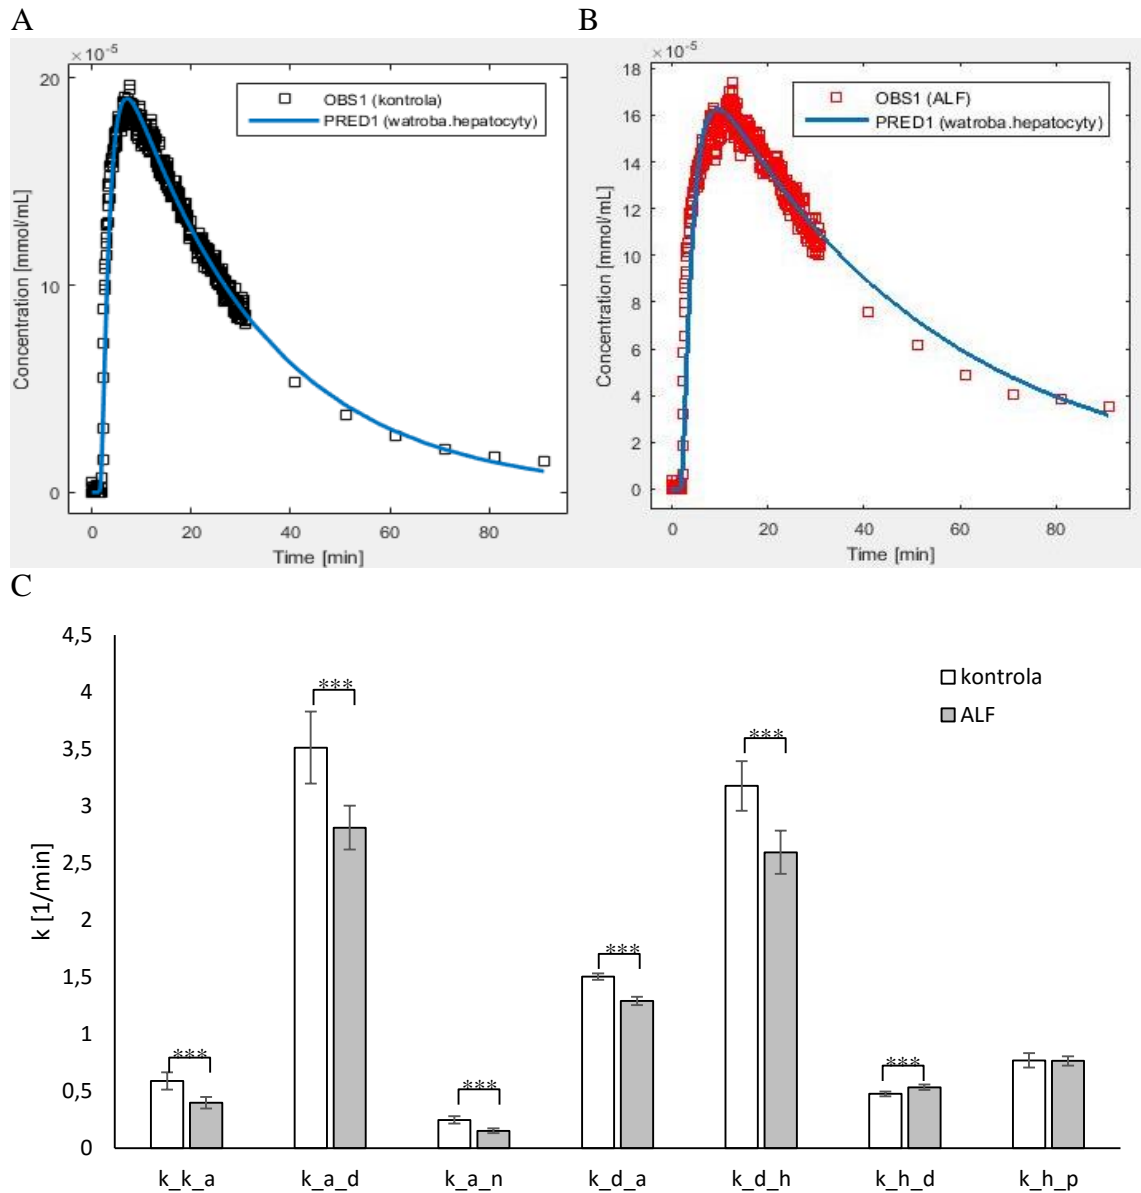 A
B
×10⁻⁵
20
10
0
Concentration [mmol/mL]
OBS1 (kontrola)
PRED1 (watroba.hepatocyty)
0 20 40 60 80
Time [min]
×10⁻⁵
18
16
14
12
10
8
6
4
2
0
Concentration [mmol/mL]
OBS1 (ALF)
PRED1 (watroba.hepatocyty)
0 20 40 60 80
Time [min]
C
4,5
4
3,5
3
2,5
2
1,5
1
0,5
0
k [1/min]
kontrola
ALF
***
***
***
***
***
***
k_k_a k_a_d k_a_n k_d_a k_d_h k_h_d k_h_p